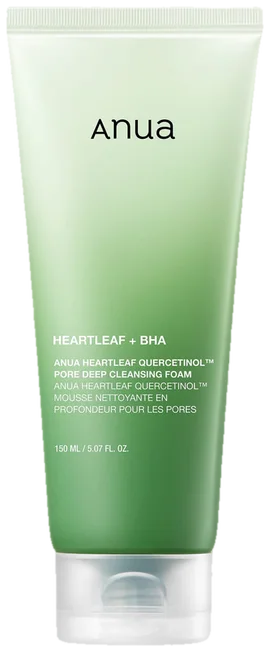 Anua
HEARTLEAF + BHA
ANUA HEARTLEAF QUERCETINOL™
PORE DEEP CLEANSING FOAM
ANUA HEARTLEAF QUERCETINOL™
MOUSSE NETTOYANTE EN
PROFONDEUR POUR LES PORES
150 ML / 5.07 FL. OZ.